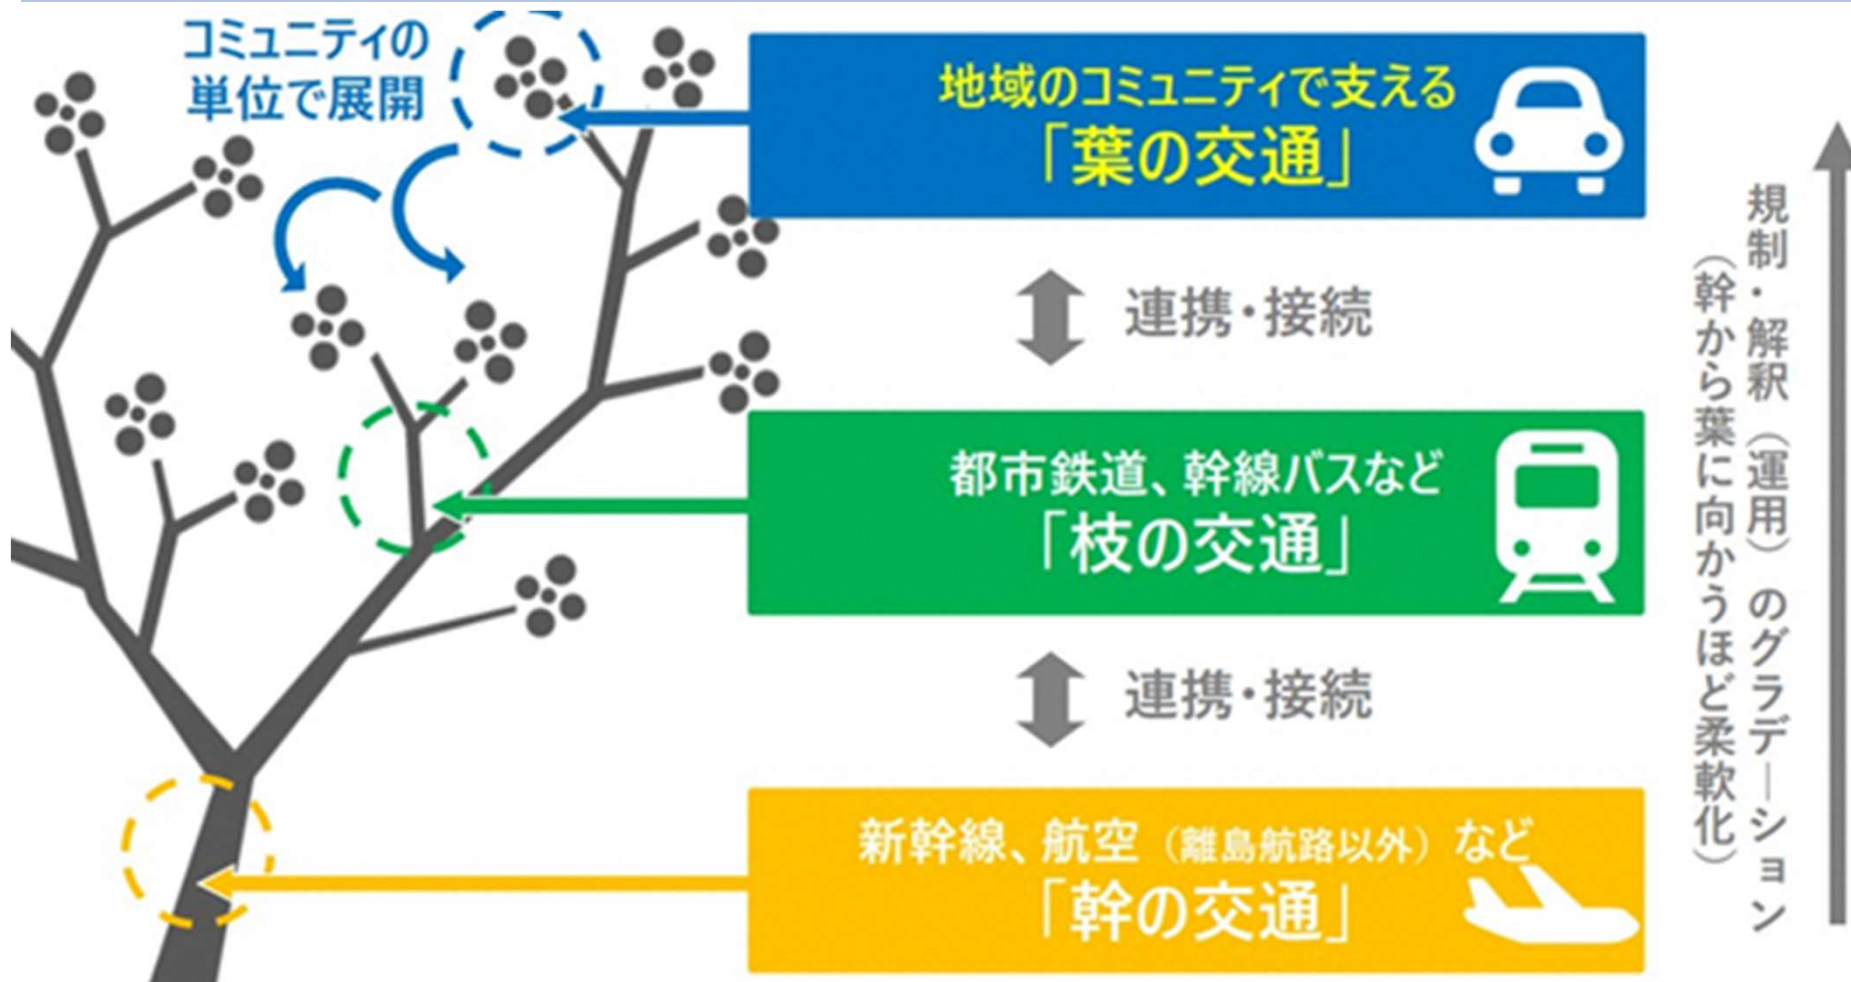 コミュニティの
単位で展開
地域のコミュニティで支える
「葉の交通」
連携・接続
都市鉄道、幹線バスなど
「枝の交通」
連携・接続
新幹線、航空（離島航路以外）など
「幹の交通」
規制・解釈（運用）のグラデーション
（幹から葉に向かうほど柔軟化）